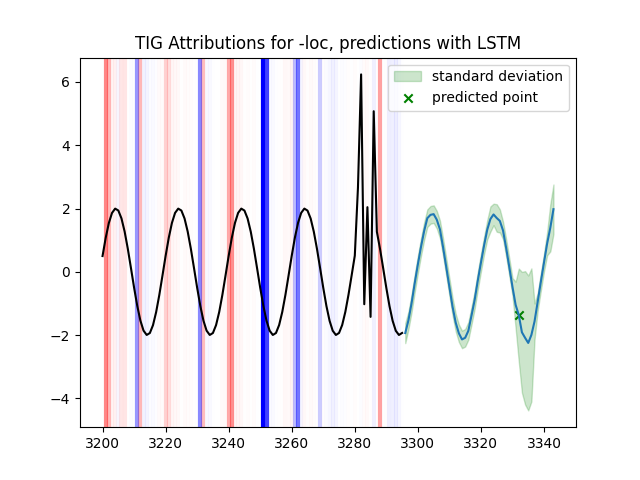 TIG Attributions for -loc, predictions with LSTM
standard deviation
predicted point
6
4
2
0
−2
−4
3200 3220 3240 3260 3280 3300 3320 3340